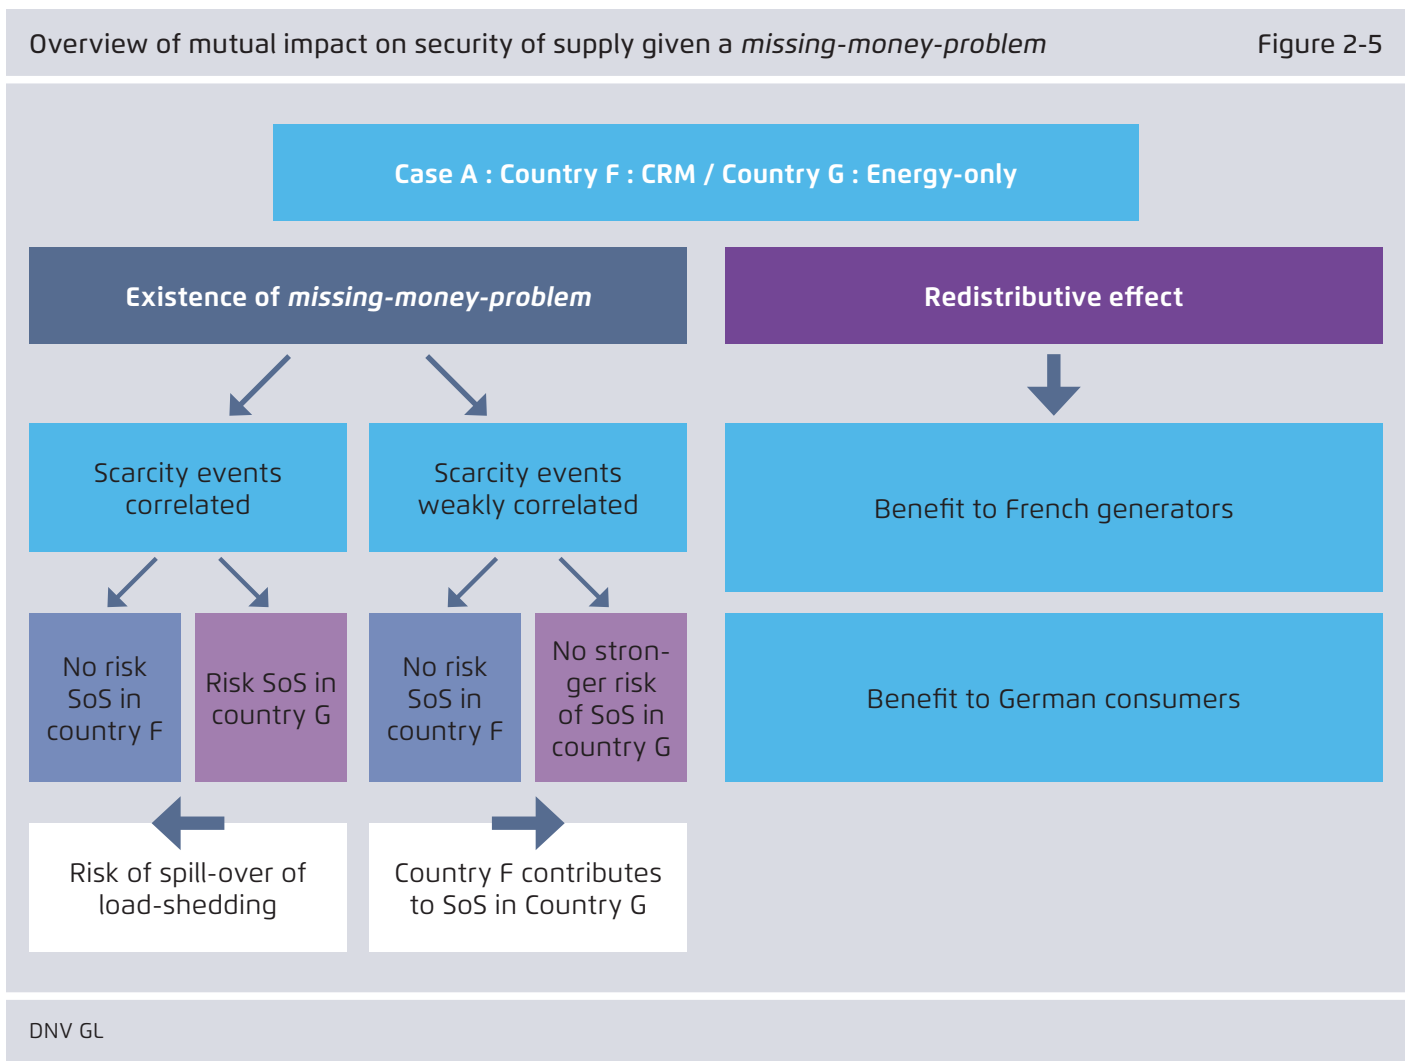 Overview of mutual impact on security of supply given a missing-money-problem
Figure 2-5
Case A : Country F : CRM / Country G : Energy-only
Existence of missing-money-problem
Redistributive effect
Scarcity events
correlated
Scarcity events
weakly correlated
Benefit to French generators
No risk
SoS in
country F
Risk SoS in
country G
No risk
SoS in
country F
No stron-
ger risk
of SoS in
country G
Benefit to German consumers
Risk of spill-over of
load-shedding
Country F contributes
to SoS in Country G
DNV GL